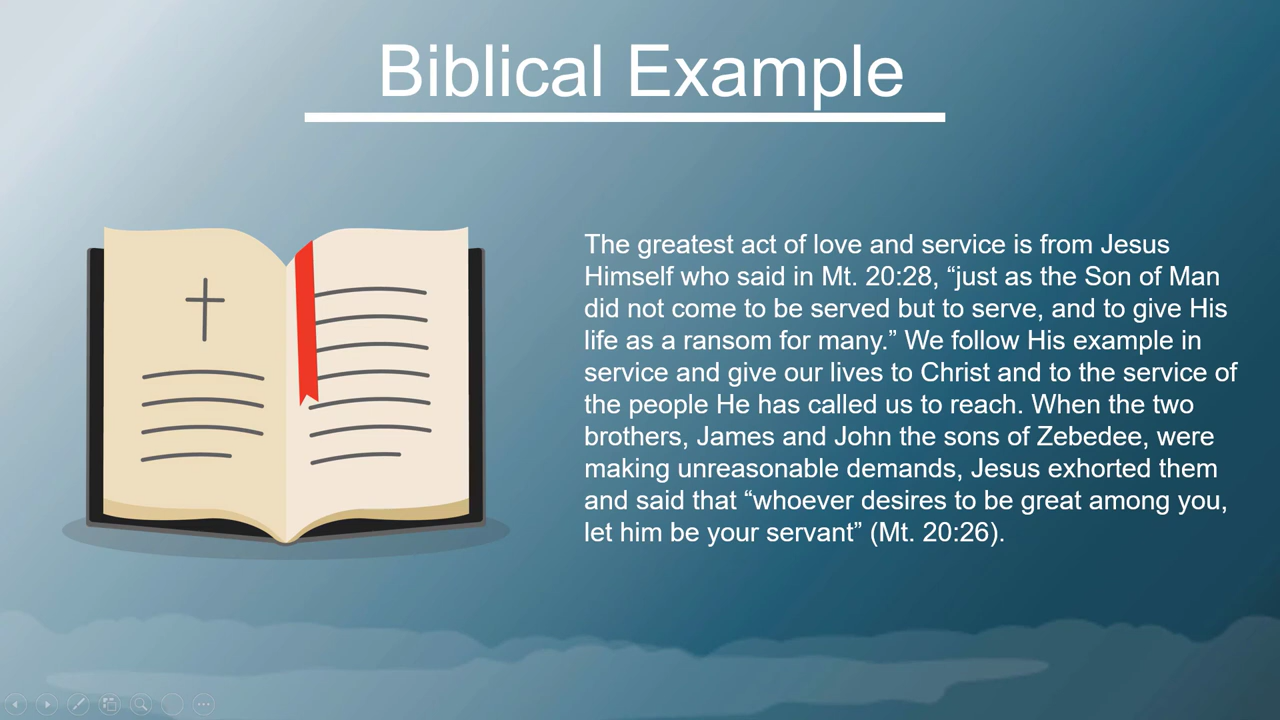 Biblical Example
The greatest act of love and service is from Jesus
Himself who said in Mt. 20:28, “just as the Son of Man
did not come to be served but to serve, and to give His
life as a ransom for many.” We follow His example in
service and give our lives to Christ and to the service of
the people He has called us to reach. When the two
brothers, James and John the sons of Zebedee, were
making unreasonable demands, Jesus exhorted them
and said that “whoever desires to be great among you,
let him be your servant” (Mt. 20:26).